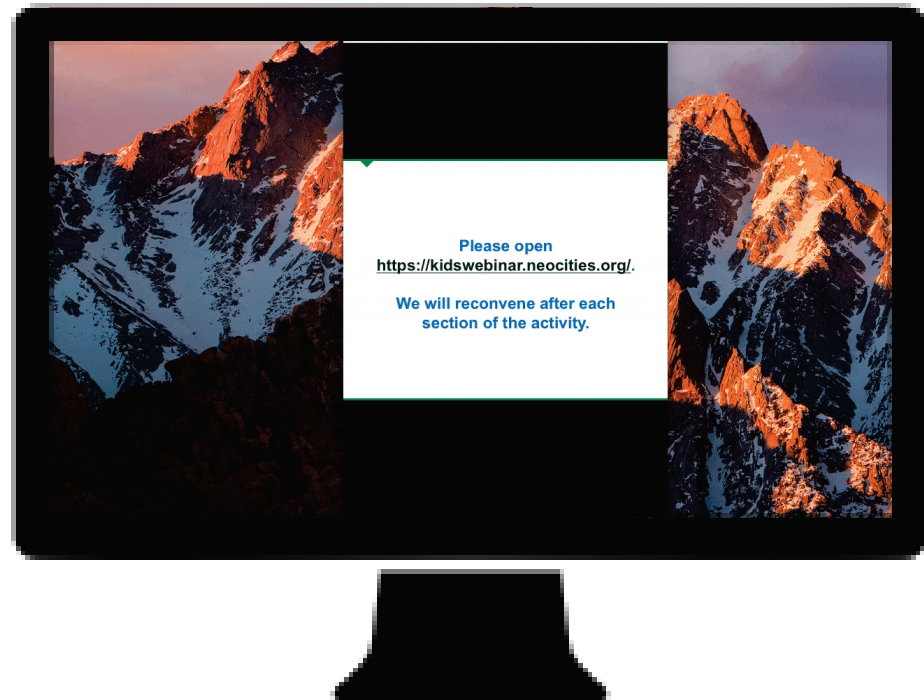 Please open
https://kidswebinar.neocities.org/.
We will reconvene after each
section of the activity.